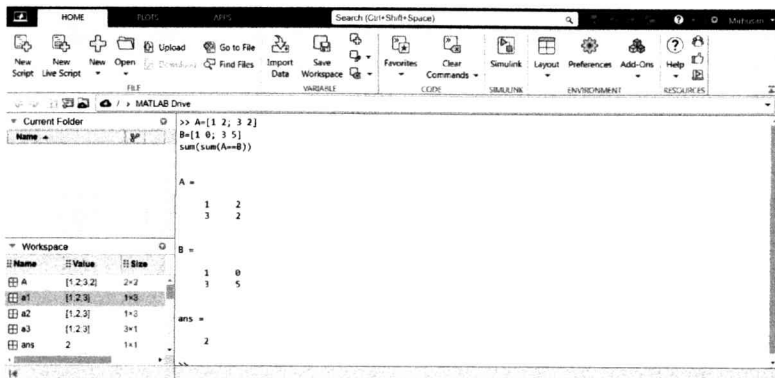 HOME PLOTS APPS Search (Ctrl+Shift+Space)
New Script
New Live Script
New
Open
Upload
Download
Go to File
Find Files
Import Data
Save Workspace
Favorites
Clear Commands
Simulink
Layout
Preferences
Add-Ons
Help
FILE VARIABLE CODE SIMULINK ENVIRONMENT RESOURCES
/ > MATLAB Drive
Current Folder
Name
>> A=[1 2; 3 2]
B=[1 0; 3 5]
sum(sum(A==B))
A =
1 2
3 2
B =
1 0
3 5
ans =
2
>>
Workspace
Name Value Size
A [1,2;3,2] 2×2
a1 [1,2,3] 1×3
a2 [1,2,3] 1×3
a3 [1;2;3] 3×1
ans 2 1×1